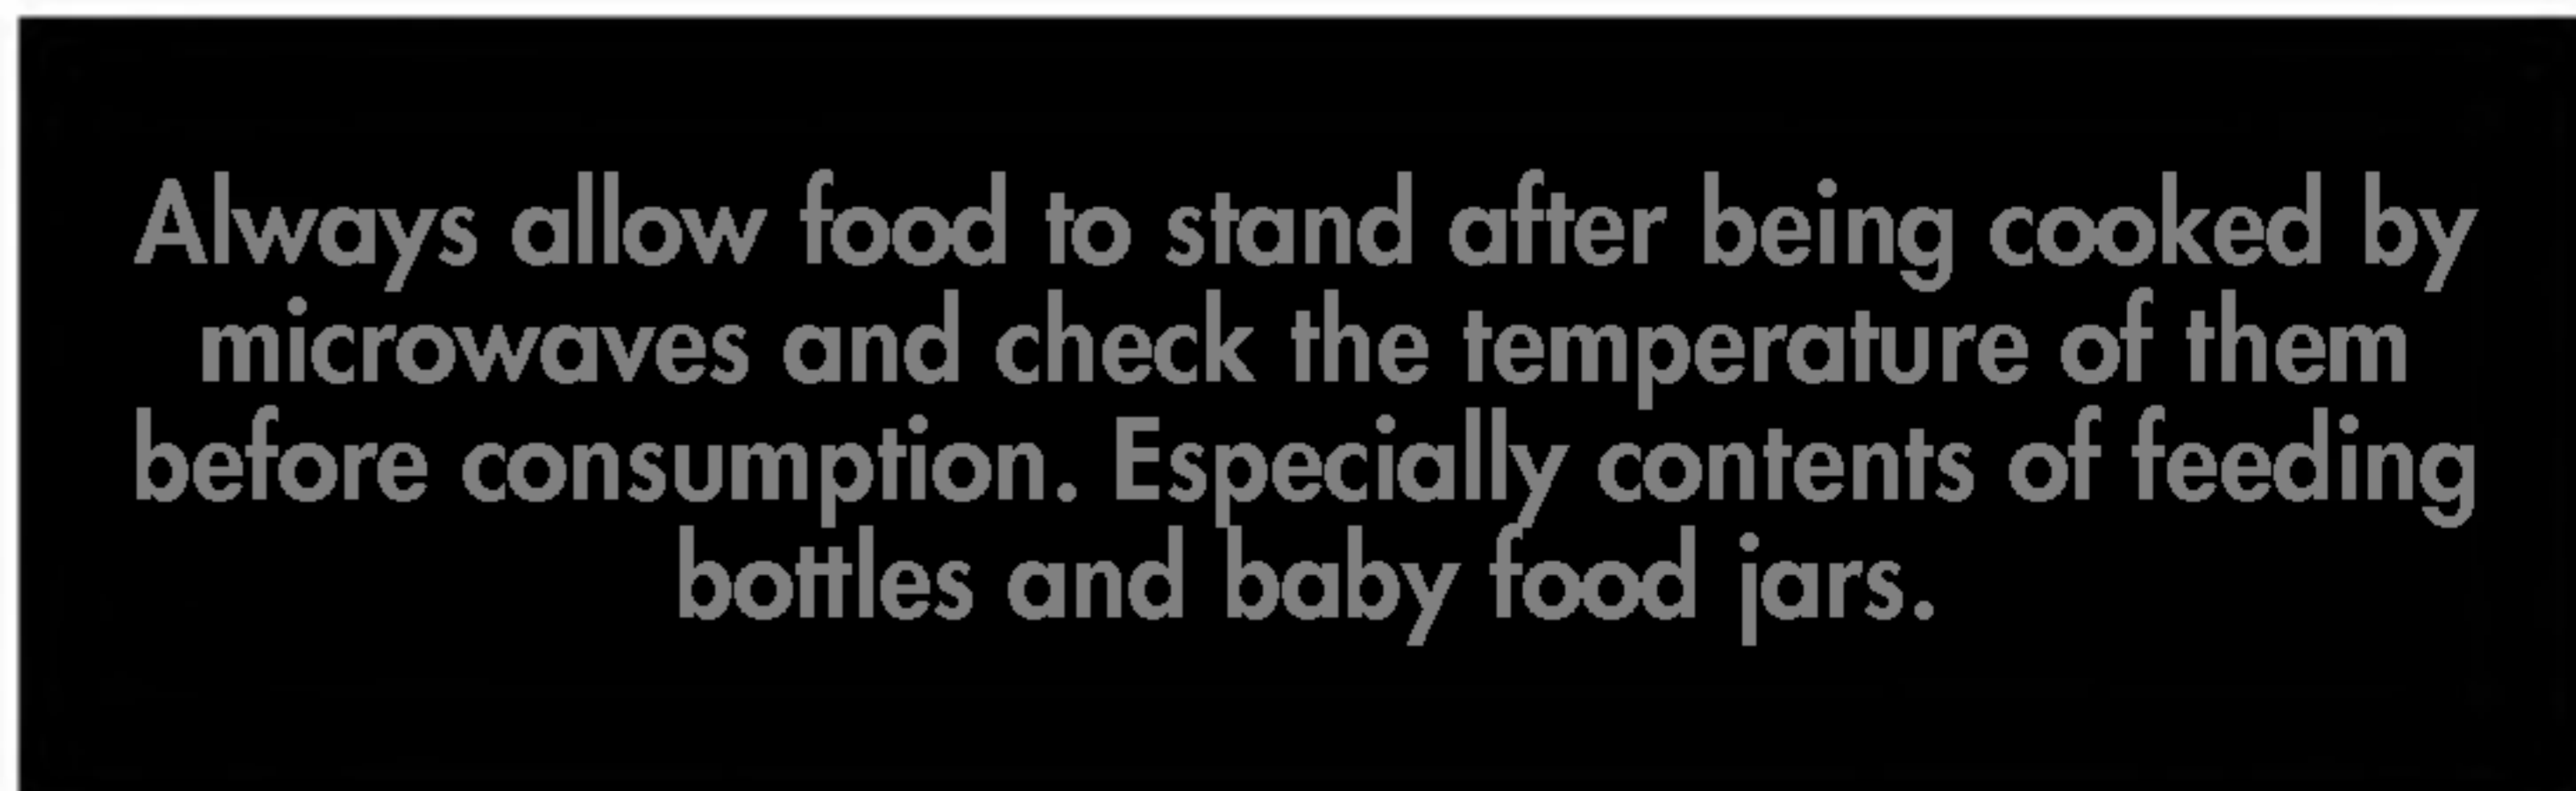 Always allow food to stand after being cooked by
microwaves and check the temperature of them
before consumption. Especially contents of feeding
bottles and baby food jars.